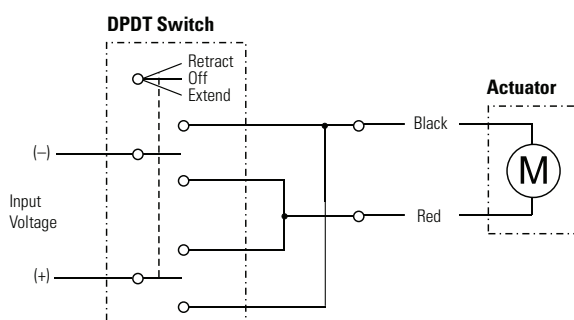 DPDT Switch
Retract
Off
Extend
Actuator
Black
(–)
M
Input
Voltage
Red
(+)